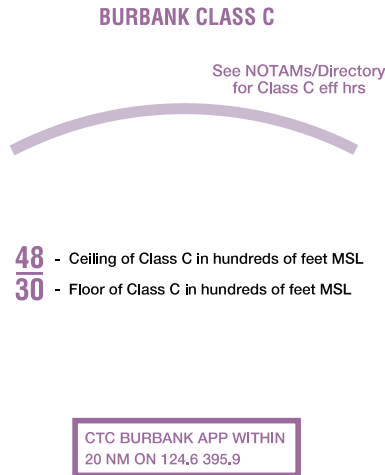 BURBANK CLASS C
See NOTAMs/Directory
for Class C eff hrs
48 - Ceiling of Class C in hundreds of feet MSL
30 - Floor of Class C in hundreds of feet MSL
CTC BURBANK APP WITHIN
20 NM ON 124.6 395.9